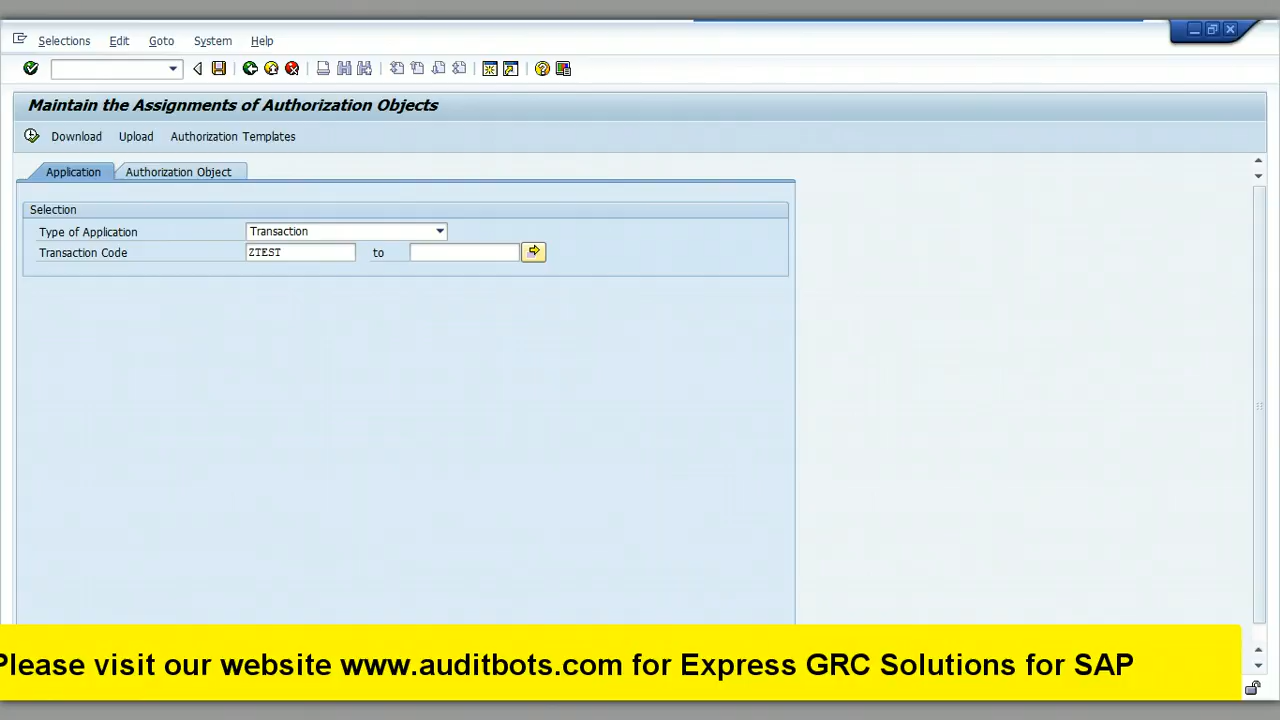 Selections Edit Goto System Help
Maintain the Assignments of Authorization Objects
Download Upload Authorization Templates
Application Authorization Object
Selection
Type of Application Transaction
Transaction Code ZTEST to
Please visit our website www.auditbots.com for Express GRC Solutions for SAP